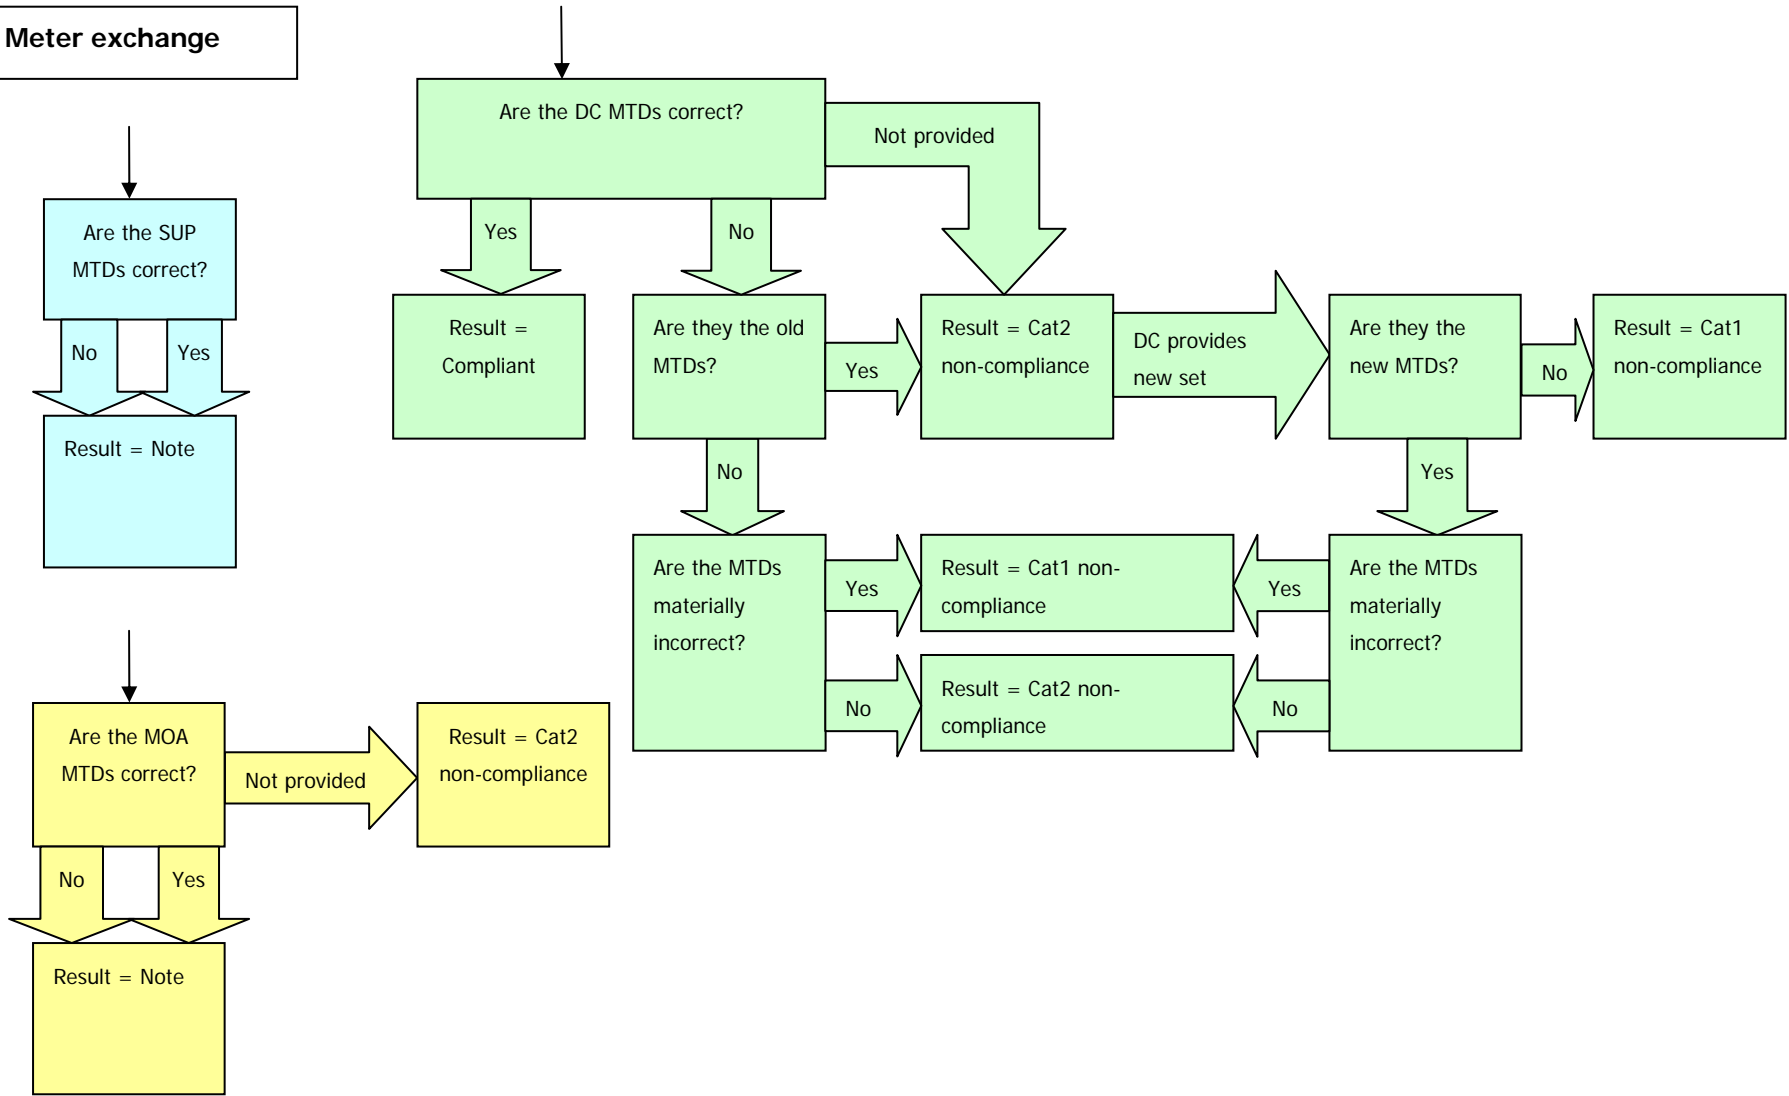 Meter exchange
Are the SUP
MTDs correct?
No
Yes
Result = Note
Are the MOA
MTDs correct?
Not provided
Result = Cat2
non-compliance
No
Yes
Result = Note
Are the DC MTDs correct?
Not provided
Yes
No
Result =
Compliant
Are they the old
MTDs?
Yes
Result = Cat2
non-compliance
DC provides
new set
Are they the
new MTDs?
No
Result = Cat1
non-compliance
No
Yes
Are the MTDs
materially
incorrect?
Yes
Result = Cat1 non-
compliance
Yes
Are the MTDs
materially
incorrect?
No
Result = Cat2 non-
compliance
No